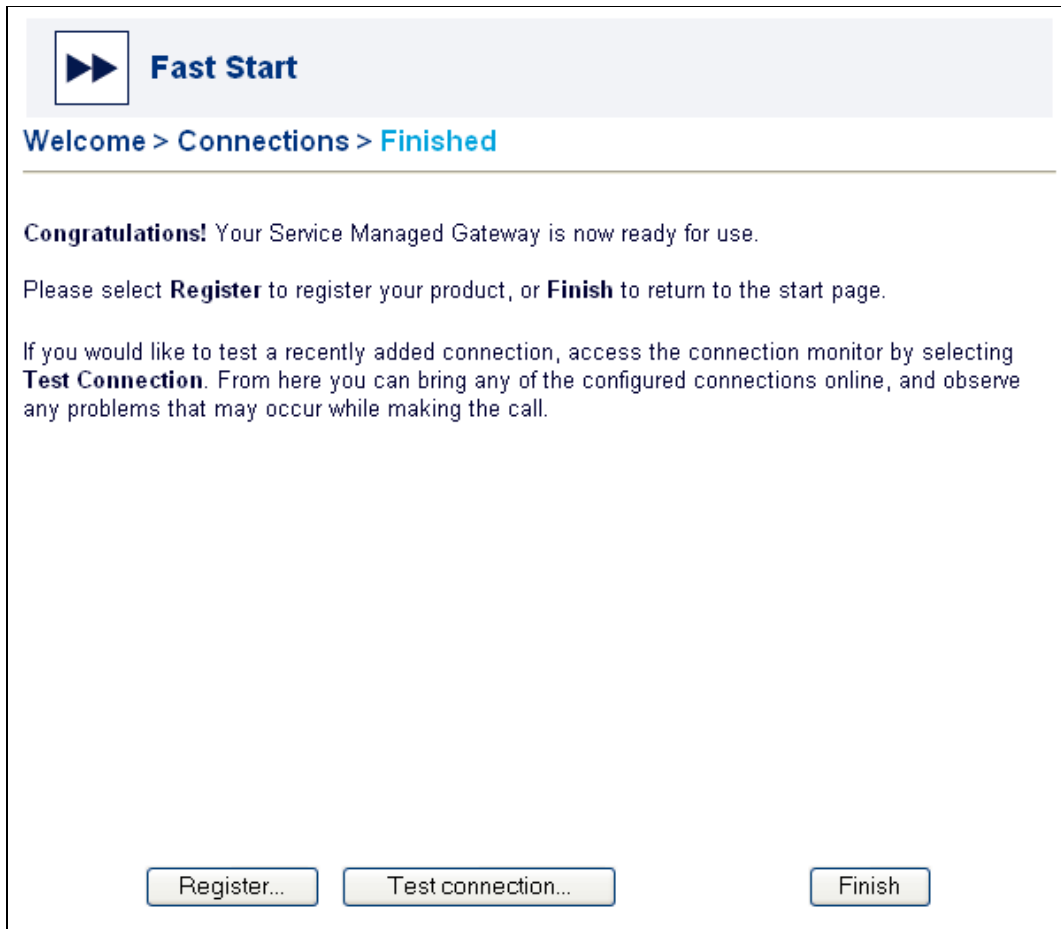 Fast Start
Welcome > Connections > Finished
Congratulations! Your Service Managed Gateway is now ready for use.
Please select Register to register your product, or Finish to return to the start page.
If you would like to test a recently added connection, access the connection monitor by selecting
Test Connection. From here you can bring any of the configured connections online, and observe
any problems that may occur while making the call.
Register... Test connection... Finish